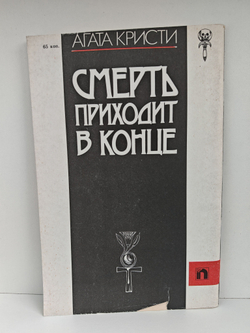 65 коп.
АГАТА КРИСТИ
СМЕРТЬ
ПРИХОДИТ
В КОНЦЕ
П